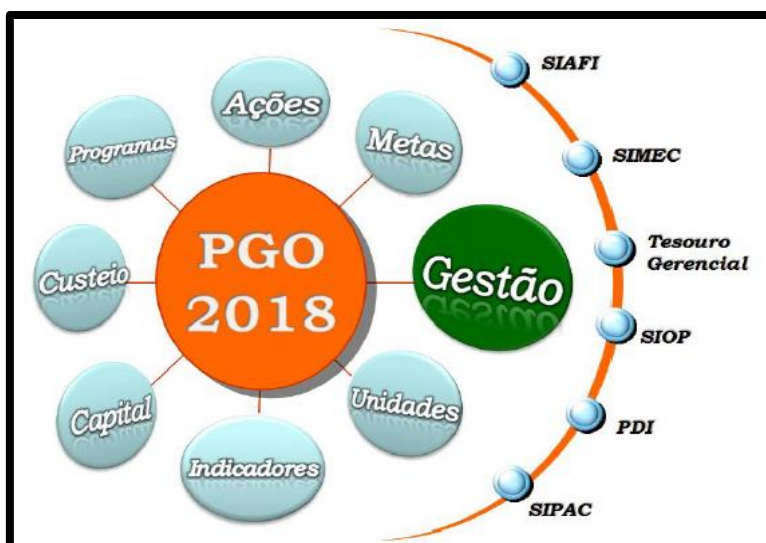 Ações
Metas
Programas
PGO
2018
Gestão
Custeio
Capital
Indicadores
Unidades
SIAFI
SIMEC
Tesouro
Gerencial
SIOP
PDI
SIPAC